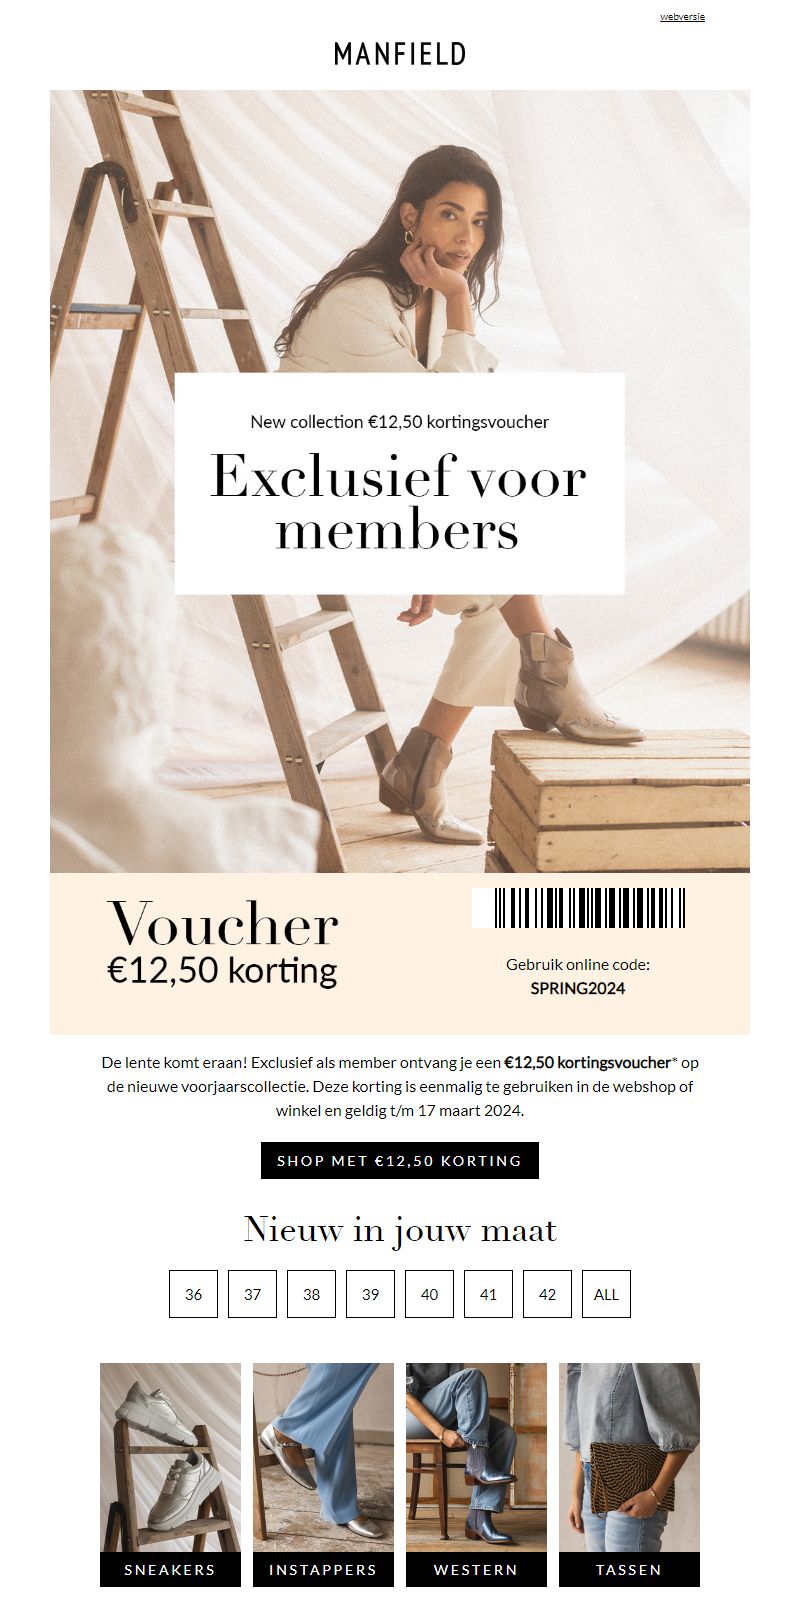 webversie
MANFIELD
New collection €12,50 kortingsvoucher
Exclusief voor
members
Voucher
€12,50 korting
Gebruik online code:
SPRING2024
De lente komt eraan! Exclusief als member ontvang je een €12,50 kortingsvoucher* op
de nieuwe voorjaarscollectie. Deze korting is eenmalig te gebruiken in de webshop of
winkel en geldig t/m 17 maart 2024.
SHOP MET €12,50 KORTING
Nieuw in jouw maat
36 37 38 39 40 41 42 ALL
SNEAKERS INSTAPPERS WESTERN TASSEN